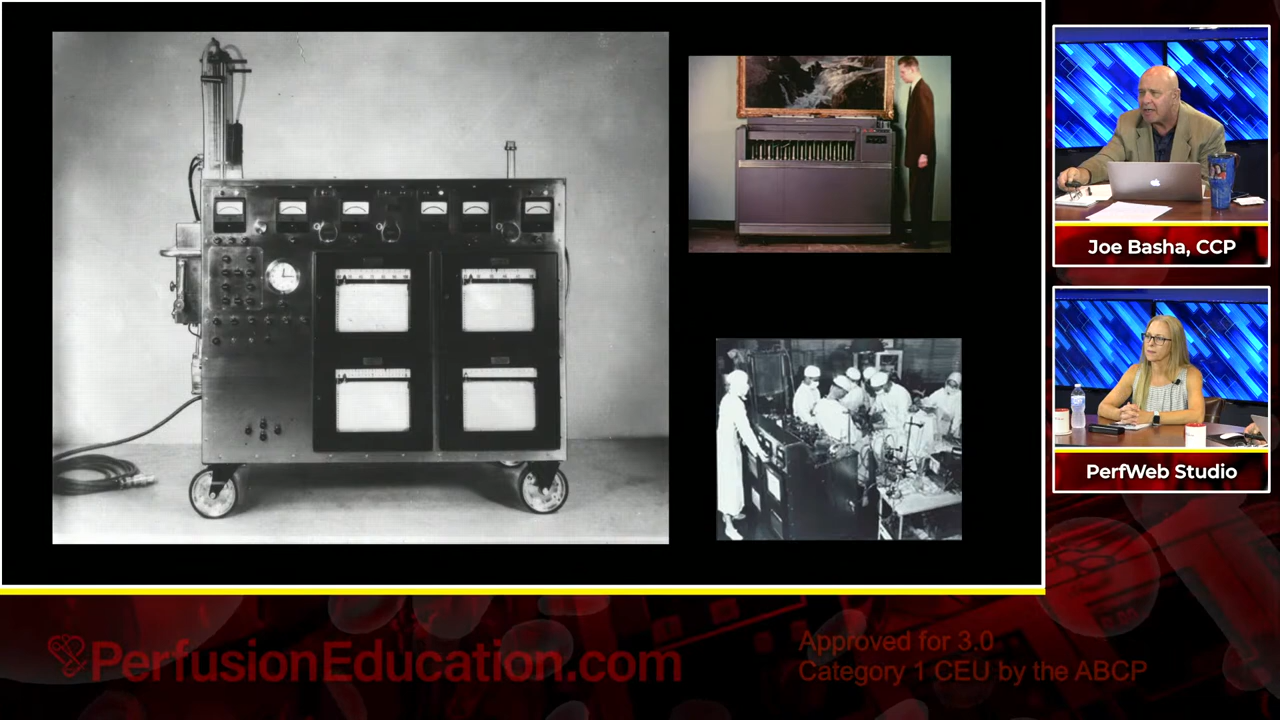 Joe Basha, CCP
PerfWeb Studio
PerfusionEducation.com
Approved for 3.0
Category 1 CEU by the ABCP